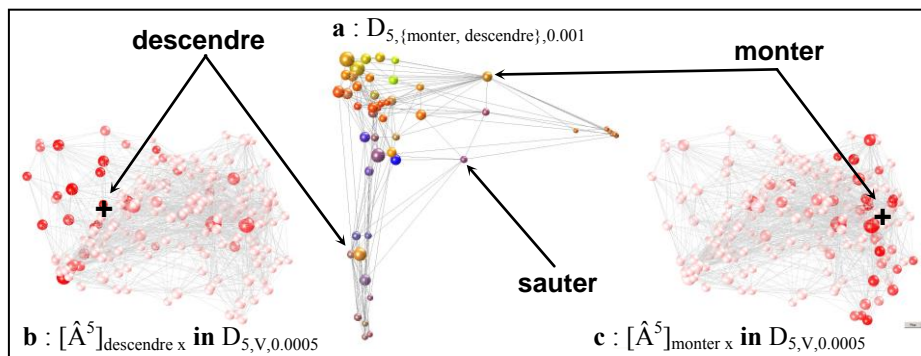 a : D5,{monter, descendre},0.001
descendre
monter
sauter
b : [Â⁵]descendre x in D5,V,0.0005
c : [Â⁵]monter x in D5,V,0.0005